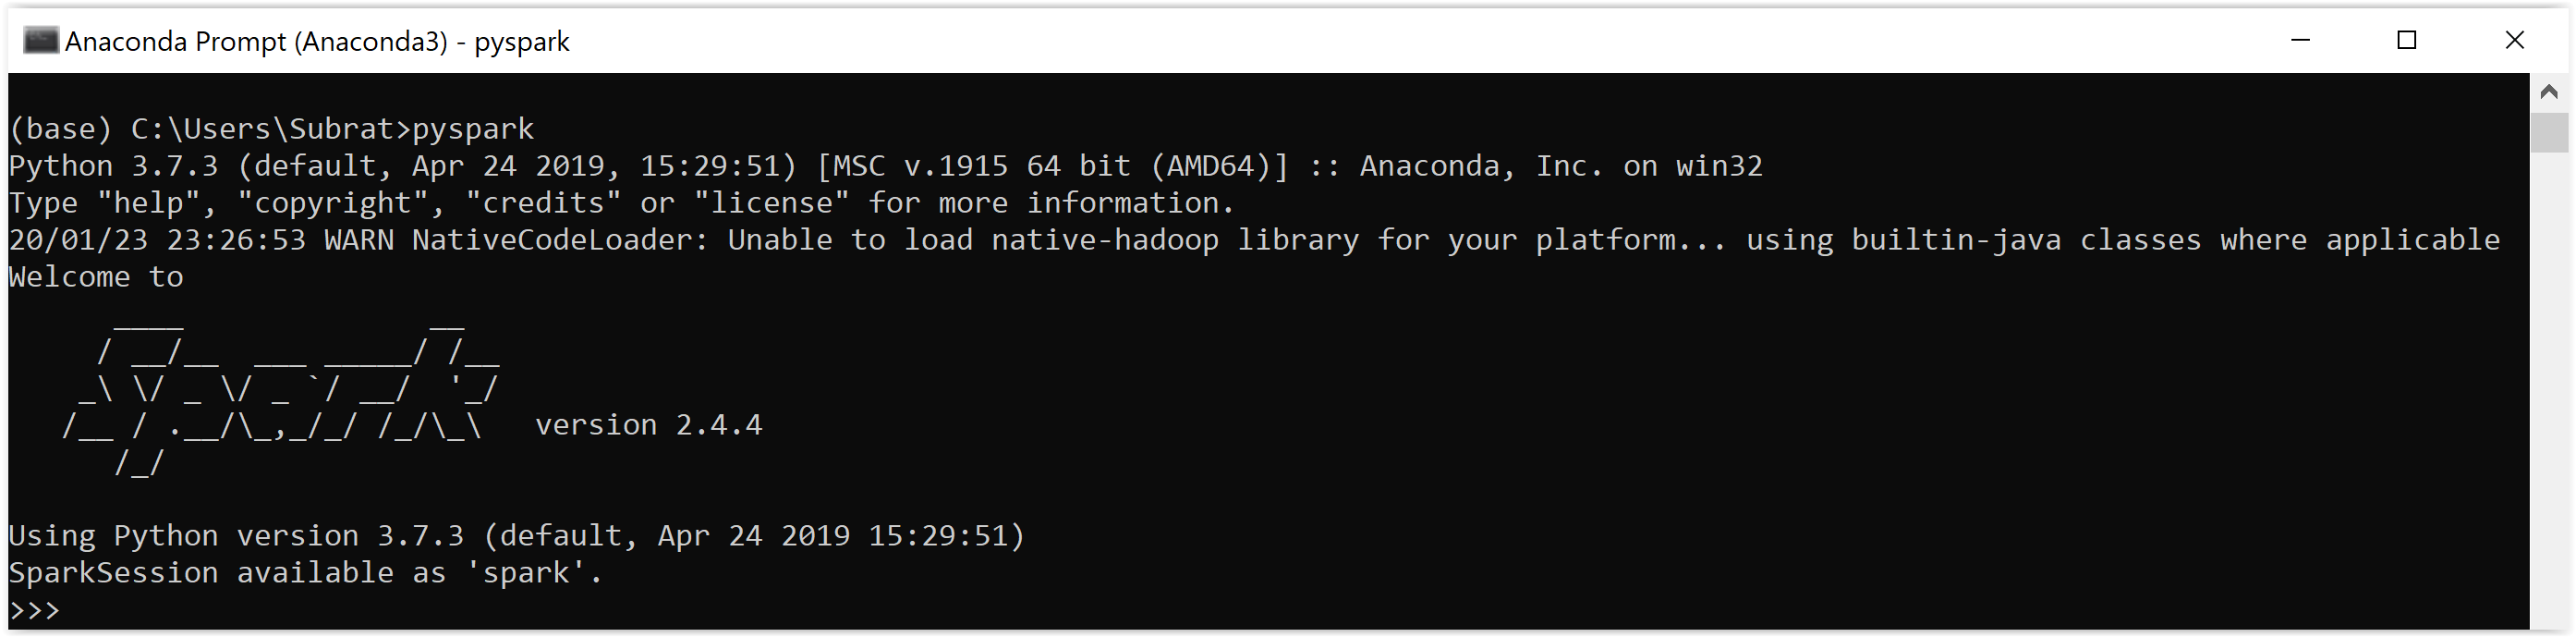 Anaconda Prompt (Anaconda3) - pyspark
(base) C:\Users\Subrat>pyspark
Python 3.7.3 (default, Apr 24 2019, 15:29:51) [MSC v.1915 64 bit (AMD64)] :: Anaconda, Inc. on win32
Type "help", "copyright", "credits" or "license" for more information.
20/01/23 23:26:53 WARN NativeCodeLoader: Unable to load native-hadoop library for your platform... using builtin-java classes where applicable
Welcome to
      ____              __
     / __/__  ___ _____/ /__
    _\ \/ _ \/ _ `/ __/  '_/
   /__ / .__/\_,_/_/ /_/\_\   version 2.4.4
      /_/
Using Python version 3.7.3 (default, Apr 24 2019 15:29:51)
SparkSession available as 'spark'.
>>>